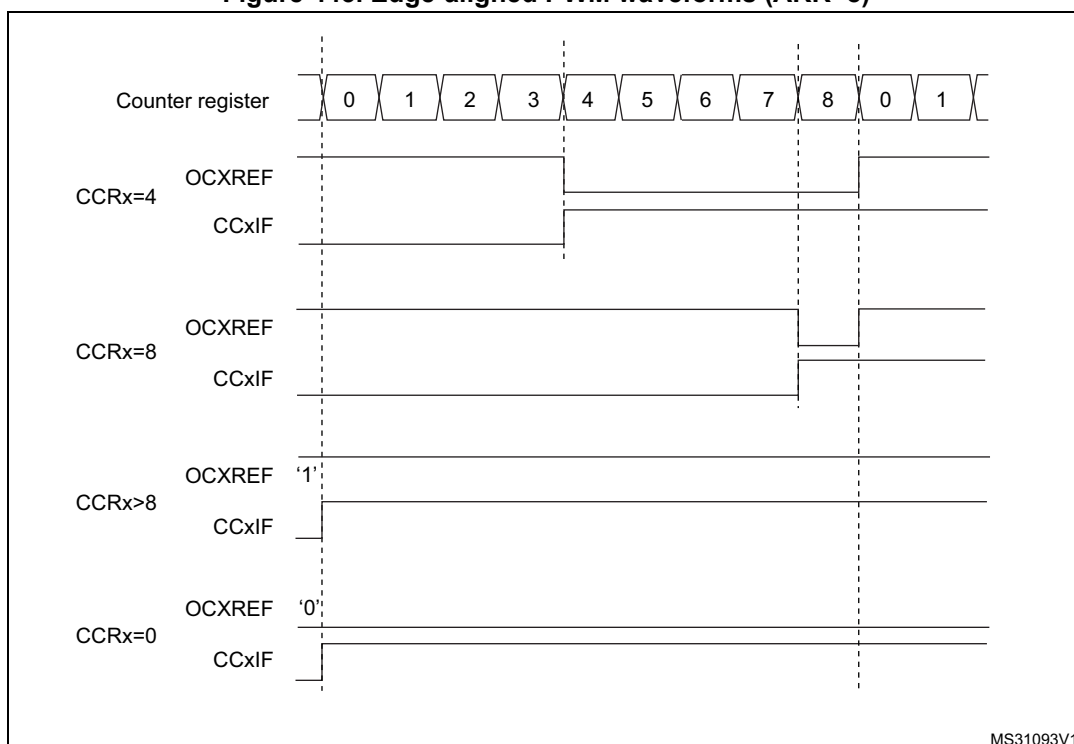 Figure Edge-aligned PWM waveforms (ARR=8)
Counter register 0 1 2 3 4 5 6 7 8 0 1
OCXREF
CCRx=4
CCxIF
OCXREF
CCRx=8
CCxIF
OCXREF '1'
CCRx>8
CCxIF
OCXREF '0'
CCRx=0
CCxIF
MS31093V1